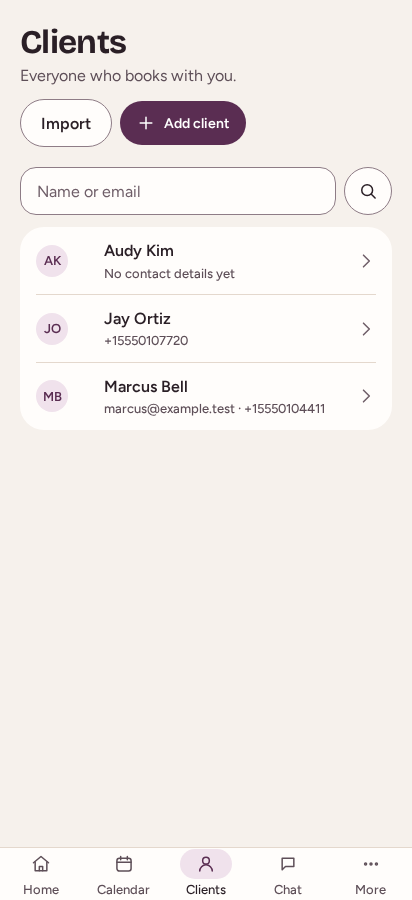 Clients
Everyone who books with you.
Import
Add client
Name or email
AK
Audy Kim
No contact details yet
JO
Jay Ortiz
+15550107720
MB
Marcus Bell
marcus@example.test · +15550104411
Home
Calendar
Clients
Chat
More